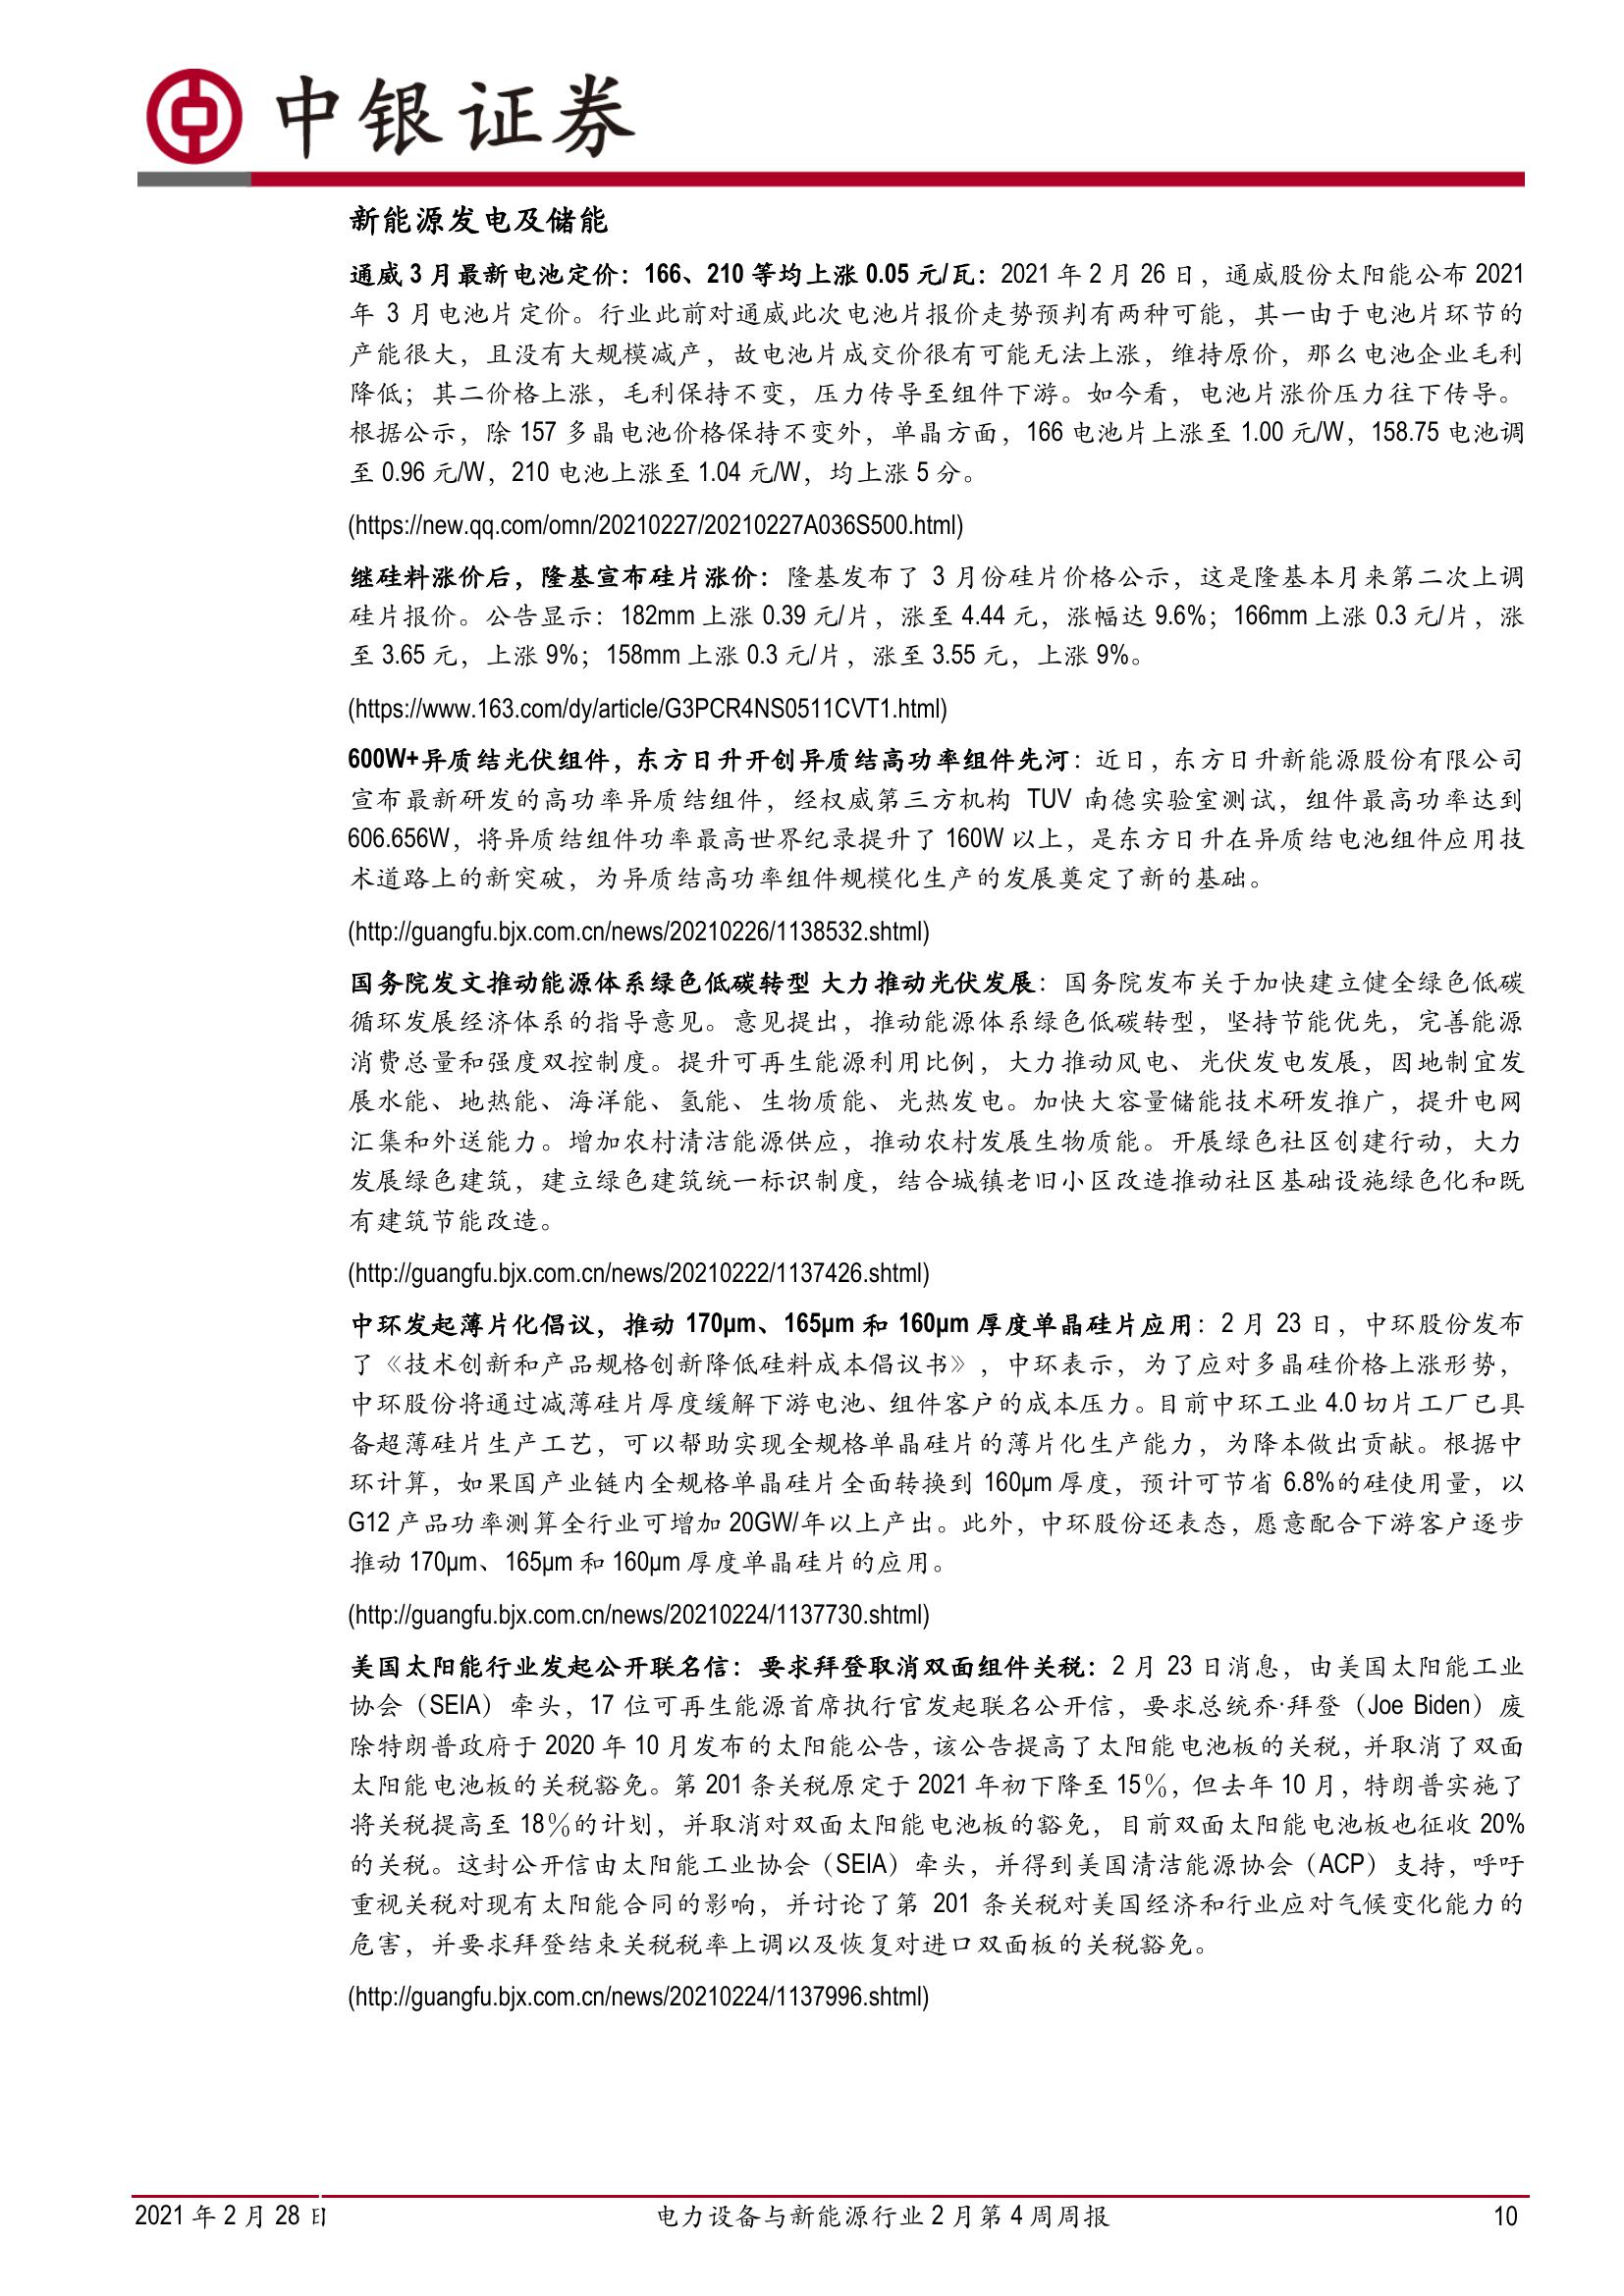 中银证券
新能源发电及储能
通威 3 月最新电池定价：166、210 等均上涨 0.05 元/瓦：2021 年 2 月 26 日，通威股份太阳能公布 2021
年 3 月电池片定价。行业此前对通威此次电池片报价走势预判有两种可能，其一由于电池片环节的
产能很大，且没有大规模减产，故电池片成交价很有可能无法上涨，维持原价，那么电池企业毛利
降低；其二价格上涨，毛利保持不变，压力传导至组件下游。如今看，电池片涨价压力往下传导。
根据公示，除 157 多晶电池价格保持不变外，单晶方面，166 电池片上涨至 1.00 元/W，158.75 电池调
至 0.96 元/W，210 电池上涨至 1.04 元/W，均上涨 5 分。
(https://new.qq.com/omn/20210227/20210227A036S500.html)
继硅料涨价后，隆基宣布硅片涨价：隆基发布了 3 月份硅片价格公示，这是隆基本月来第二次上调
硅片报价。公告显示：182mm 上涨 0.39 元/片，涨至 4.44 元，涨幅达 9.6%；166mm 上涨 0.3 元/片，涨
至 3.65 元，上涨 9%；158mm 上涨 0.3 元/片，涨至 3.55 元，上涨 9%。
(https://www.163.com/dy/article/G3PCR4NS0511CVT1.html)
600W+异质结光伏组件，东方日升开创异质结高功率组件先河：近日，东方日升新能源股份有限公司
宣布最新研发的高功率异质结组件，经权威第三方机构 TUV 南德实验室测试，组件最高功率达到
606.656W，将异质结组件功率最高世界纪录提升了 160W 以上，是东方日升在异质结电池组件应用技
术道路上的新突破，为异质结高功率组件规模化生产的发展奠定了新的基础。
(http://guangfu.bjx.com.cn/news/20210226/1138532.shtml)
国务院发文推动能源体系绿色低碳转型 大力推动光伏发展：国务院发布关于加快建立健全绿色低碳
循环发展经济体系的指导意见。意见提出，推动能源体系绿色低碳转型，坚持节能优先，完善能源
消费总量和强度双控制度。提升可再生能源利用比例，大力推动风电、光伏发电发展，因地制宜发
展水能、地热能、海洋能、氢能、生物质能、光热发电。加快大容量储能技术研发推广，提升电网
汇集和外送能力。增加农村清洁能源供应，推动农村发展生物质能。开展绿色社区创建行动，大力
发展绿色建筑，建立绿色建筑统一标识制度，结合城镇老旧小区改造推动社区基础设施绿色化和既
有建筑节能改造。
(http://guangfu.bjx.com.cn/news/20210222/1137426.shtml)
中环发起薄片化倡议，推动 170μm、165μm 和 160μm 厚度单晶硅片应用：2 月 23 日，中环股份发布
了《技术创新和产品规格创新降低硅料成本倡议书》，中环表示，为了应对多晶硅价格上涨形势，
中环股份将通过减薄硅片厚度缓解下游电池、组件客户的成本压力。目前中环工业 4.0 切片工厂已具
备超薄硅片生产工艺，可以帮助实现全规格单晶硅片的薄片化生产能力，为降本做出贡献。根据中
环计算，如果国产业链内全规格单晶硅片全面转换到 160μm 厚度，预计可节省 6.8%的硅使用量，以
G12 产品功率测算全行业可增加 20GW/年以上产出。此外，中环股份还表态，愿意配合下游客户逐步
推动 170μm、165μm 和 160μm 厚度单晶硅片的应用。
(http://guangfu.bjx.com.cn/news/20210224/1137730.shtml)
美国太阳能行业发起公开联名信：要求拜登取消双面组件关税：2 月 23 日消息，由美国太阳能工业
协会（SEIA）牵头，17 位可再生能源首席执行官发起联名公开信，要求总统乔·拜登（Joe Biden）废
除特朗普政府于 2020 年 10 月发布的太阳能公告，该公告提高了太阳能电池板的关税，并取消了双面
太阳能电池板的关税豁免。第 201 条关税原定于 2021 年初下降至 15％，但去年 10 月，特朗普实施了
将关税提高至 18％的计划，并取消对双面太阳能电池板的豁免，目前双面太阳能电池板也征收 20%
的关税。这封公开信由太阳能工业协会（SEIA）牵头，并得到美国清洁能源协会（ACP）支持，呼吁
重视关税对现有太阳能合同的影响，并讨论了第 201 条关税对美国经济和行业应对气候变化能力的
危害，并要求拜登结束关税税率上调以及恢复对进口双面板的关税豁免。
(http://guangfu.bjx.com.cn/news/20210224/1137996.shtml)
2021 年 2 月 28 日 电力设备与新能源行业 2 月第 4 周周报 10